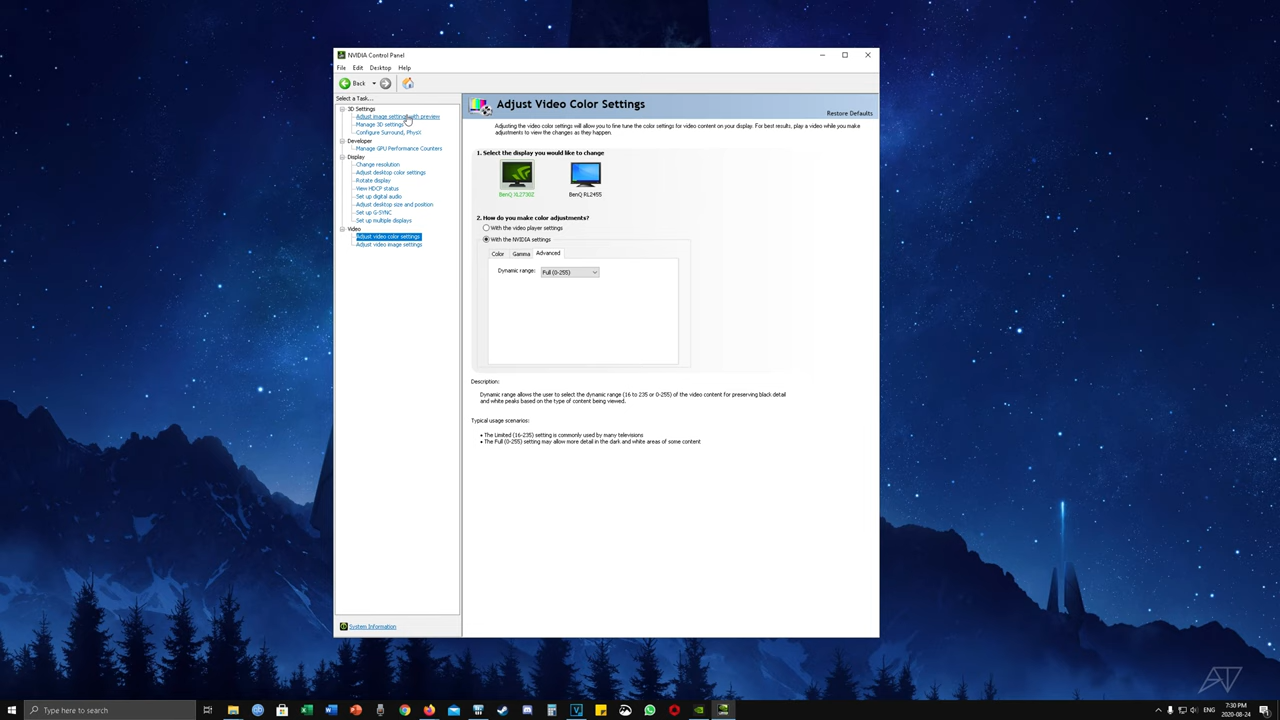 NVIDIA Control Panel
File Edit Desktop Help
Back
Select a Task...
3D Settings
Adjust image settings with preview
Manage 3D settings
Configure Surround, PhysX
Developer
Manage GPU Performance Counters
Display
Change resolution
Adjust desktop color settings
Rotate display
View HDCP status
Set up digital audio
Adjust desktop size and position
Set up G-SYNC
Set up multiple displays
Video
Adjust video color settings
Adjust video image settings
System Information
Adjust Video Color Settings
Restore Defaults
Adjusting the video color settings will allow you to fine tune the color settings for video content on your display. For best results, play a video while you make
adjustments to view the changes as they happen.
1. Select the display you would like to change
BenQ RL2455
2. How do you make color adjustments?
With the video player settings
With the NVIDIA settings
Color Gamma Advanced
Dynamic range: Full (0-255)
Description:
Dynamic range allows the user to select the dynamic range (16 to 235 or 0-255) of the video content for preserving black detail
and white peaks based on the type of content being viewed.
Typical usage scenarios:
• The Limited (16-235) setting is commonly used by many televisions
• The Full (0-255) setting may allow more detail in the dark and white areas of some content
Type here to search
7:30 PM
2020-08-24